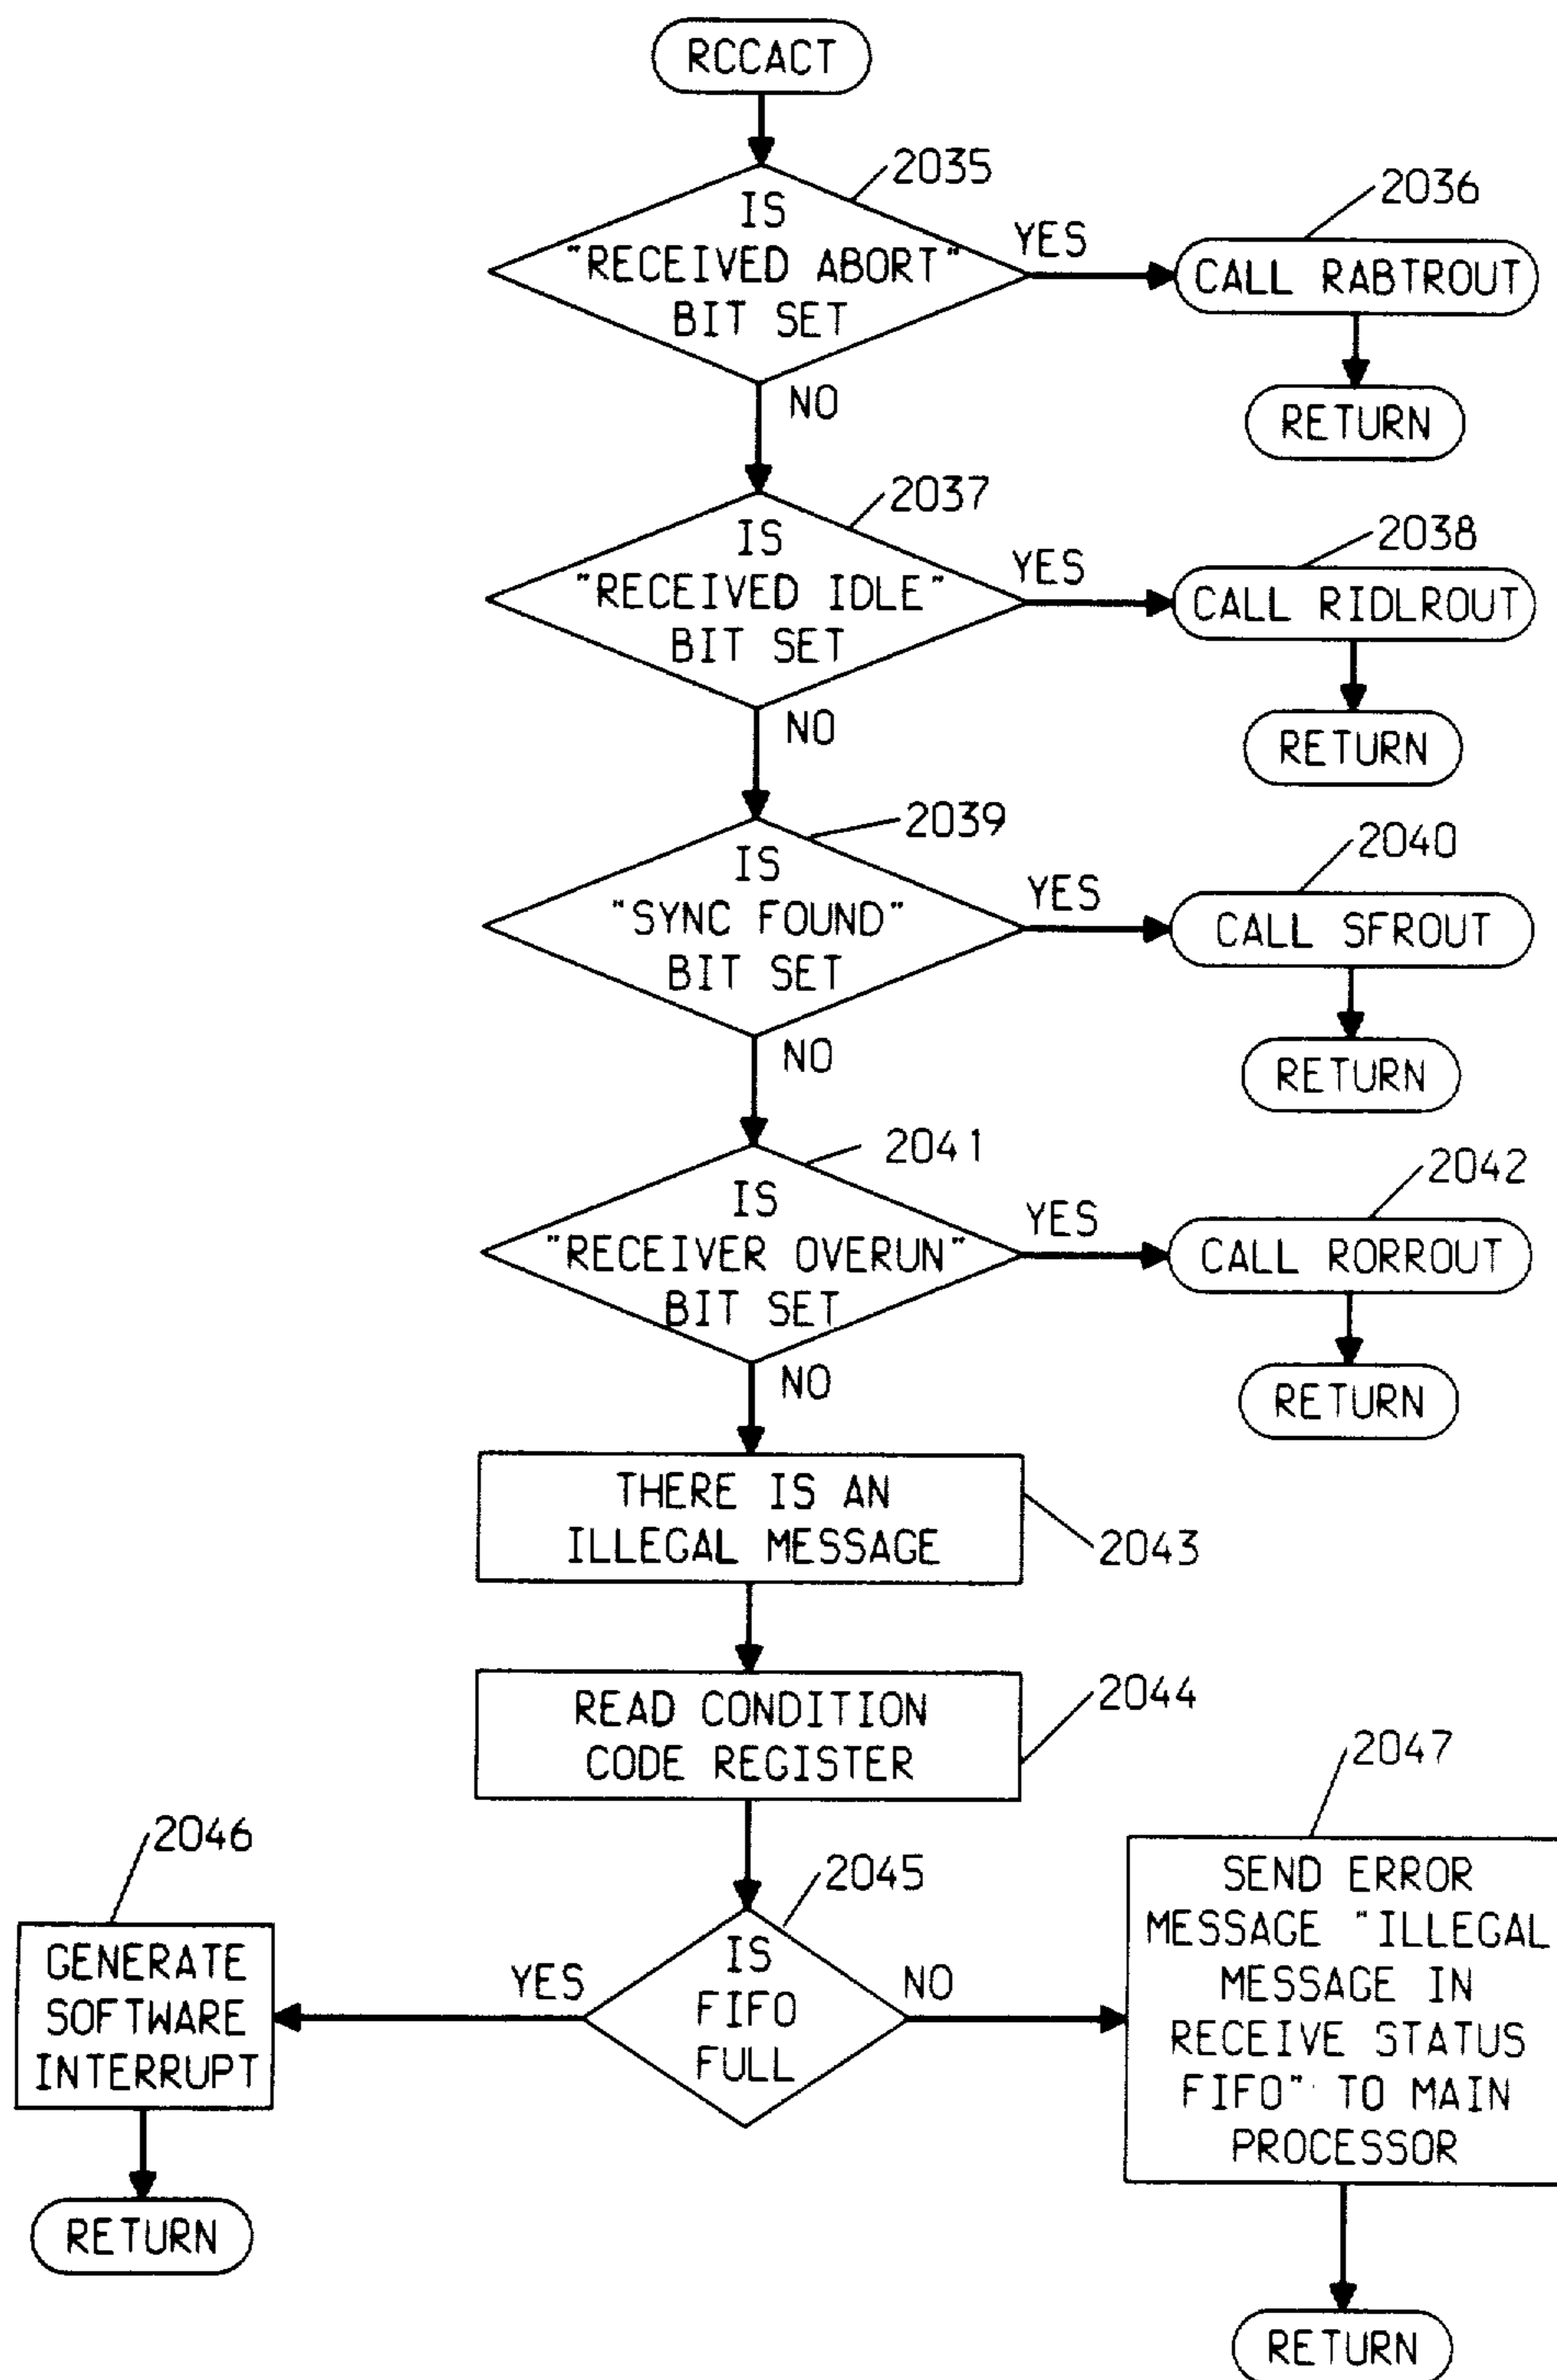 RCCACT
2035
IS
"RECEIVED ABORT"
BIT SET
YES
2036
CALL RABTROUT
RETURN
NO
2037
IS
"RECEIVED IDLE"
BIT SET
YES
2038
CALL RIDLROUT
RETURN
NO
2039
IS
"SYNC FOUND"
BIT SET
YES
2040
CALL SFROUT
RETURN
NO
2041
IS
"RECEIVER OVERUN"
BIT SET
YES
2042
CALL RORROUT
RETURN
NO
THERE IS AN
ILLEGAL MESSAGE
2043
READ CONDITION
CODE REGISTER
2044
2045
IS
FIFO
FULL
YES
2046
GENERATE
SOFTWARE
INTERRUPT
RETURN
NO
2047
SEND ERROR
MESSAGE "ILLEGAL
MESSAGE IN
RECEIVE STATUS
FIFO" TO MAIN
PROCESSOR
RETURN